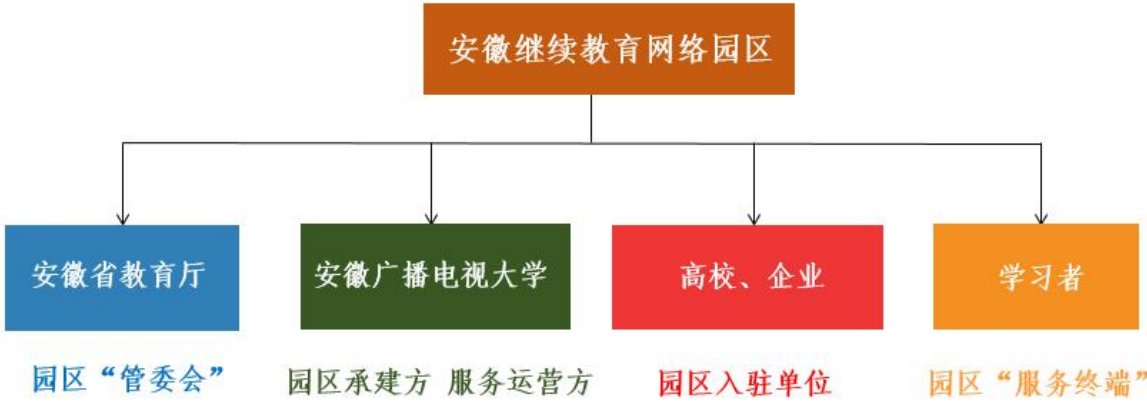 安徽继续教育网络园区
安徽省教育厅
安徽广播电视大学
高校、企业
学习者
园区“管委会”
园区承建方 服务运营方
园区入驻单位
园区“服务终端”